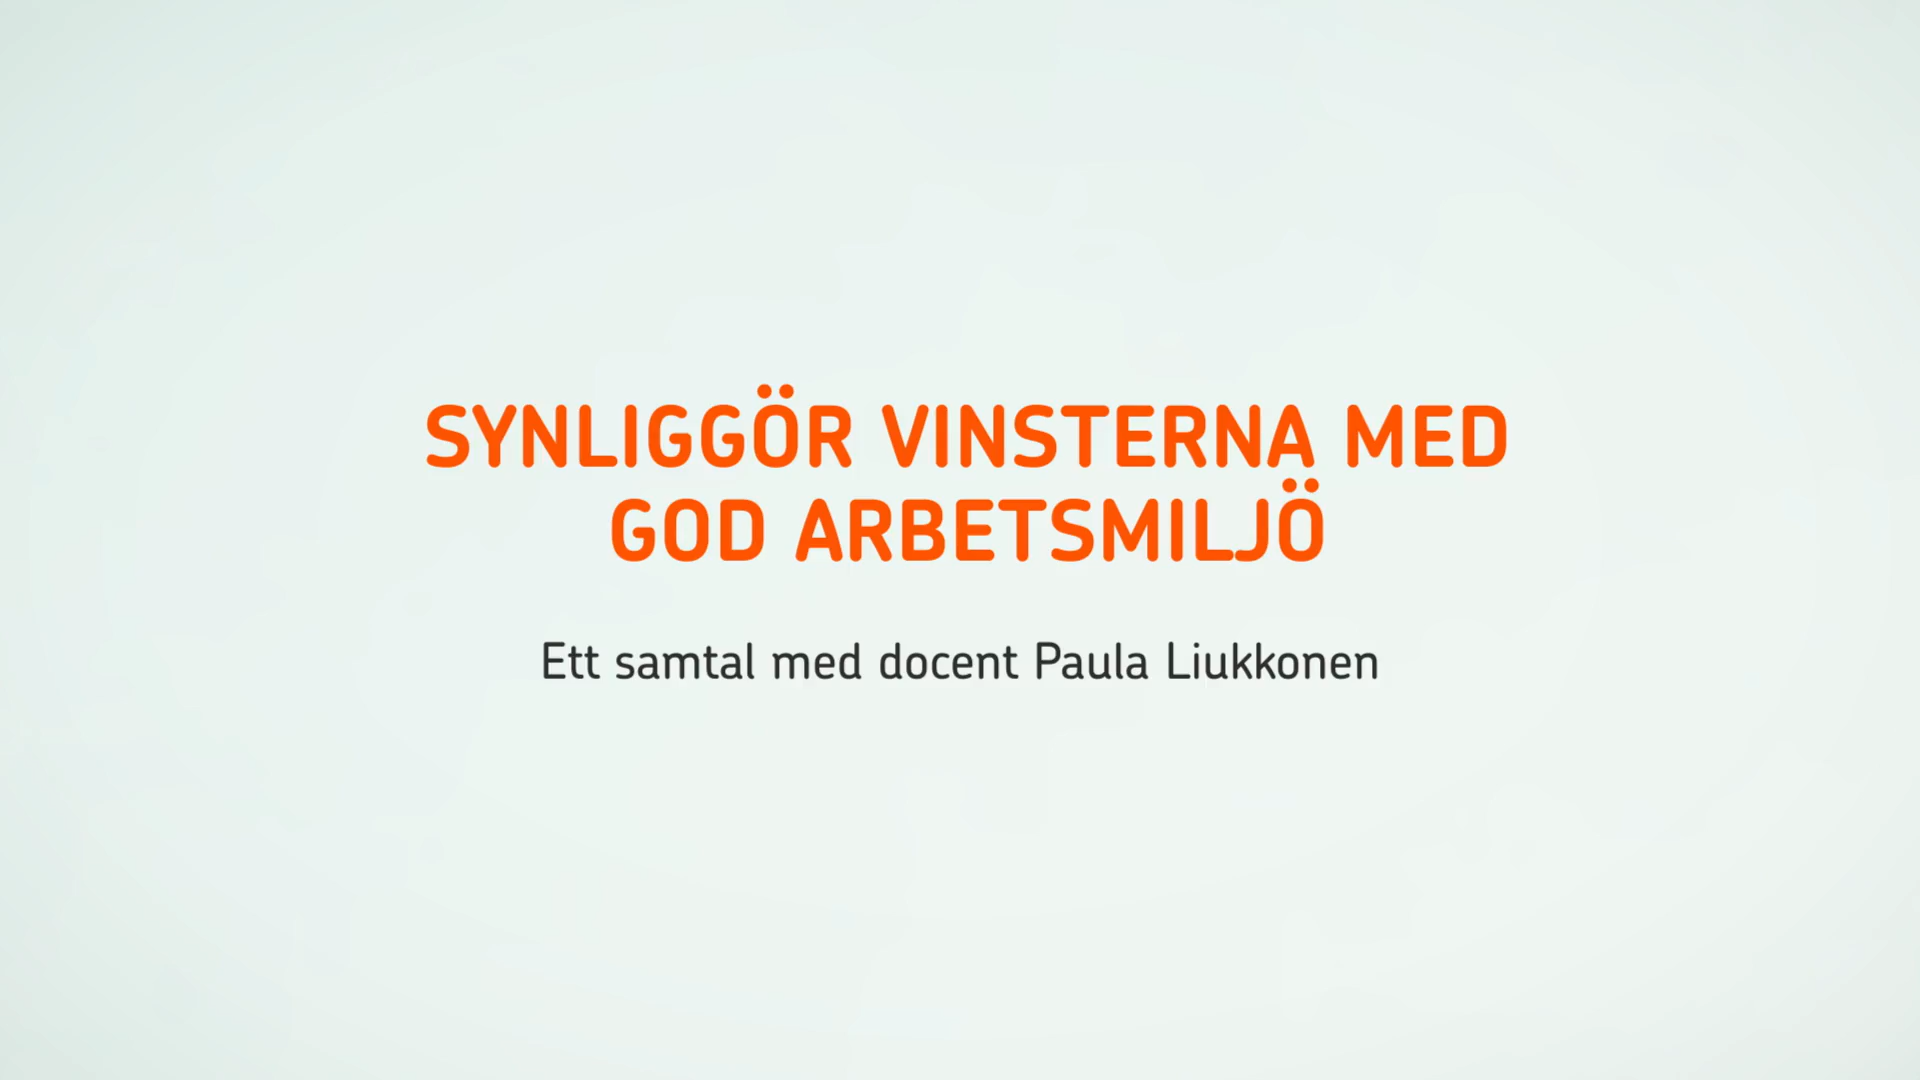 SYNLIGGÖR VINSTERNA MED
GOD ARBETSMILJÖ
Ett samtal med docent Paula Liukkonen